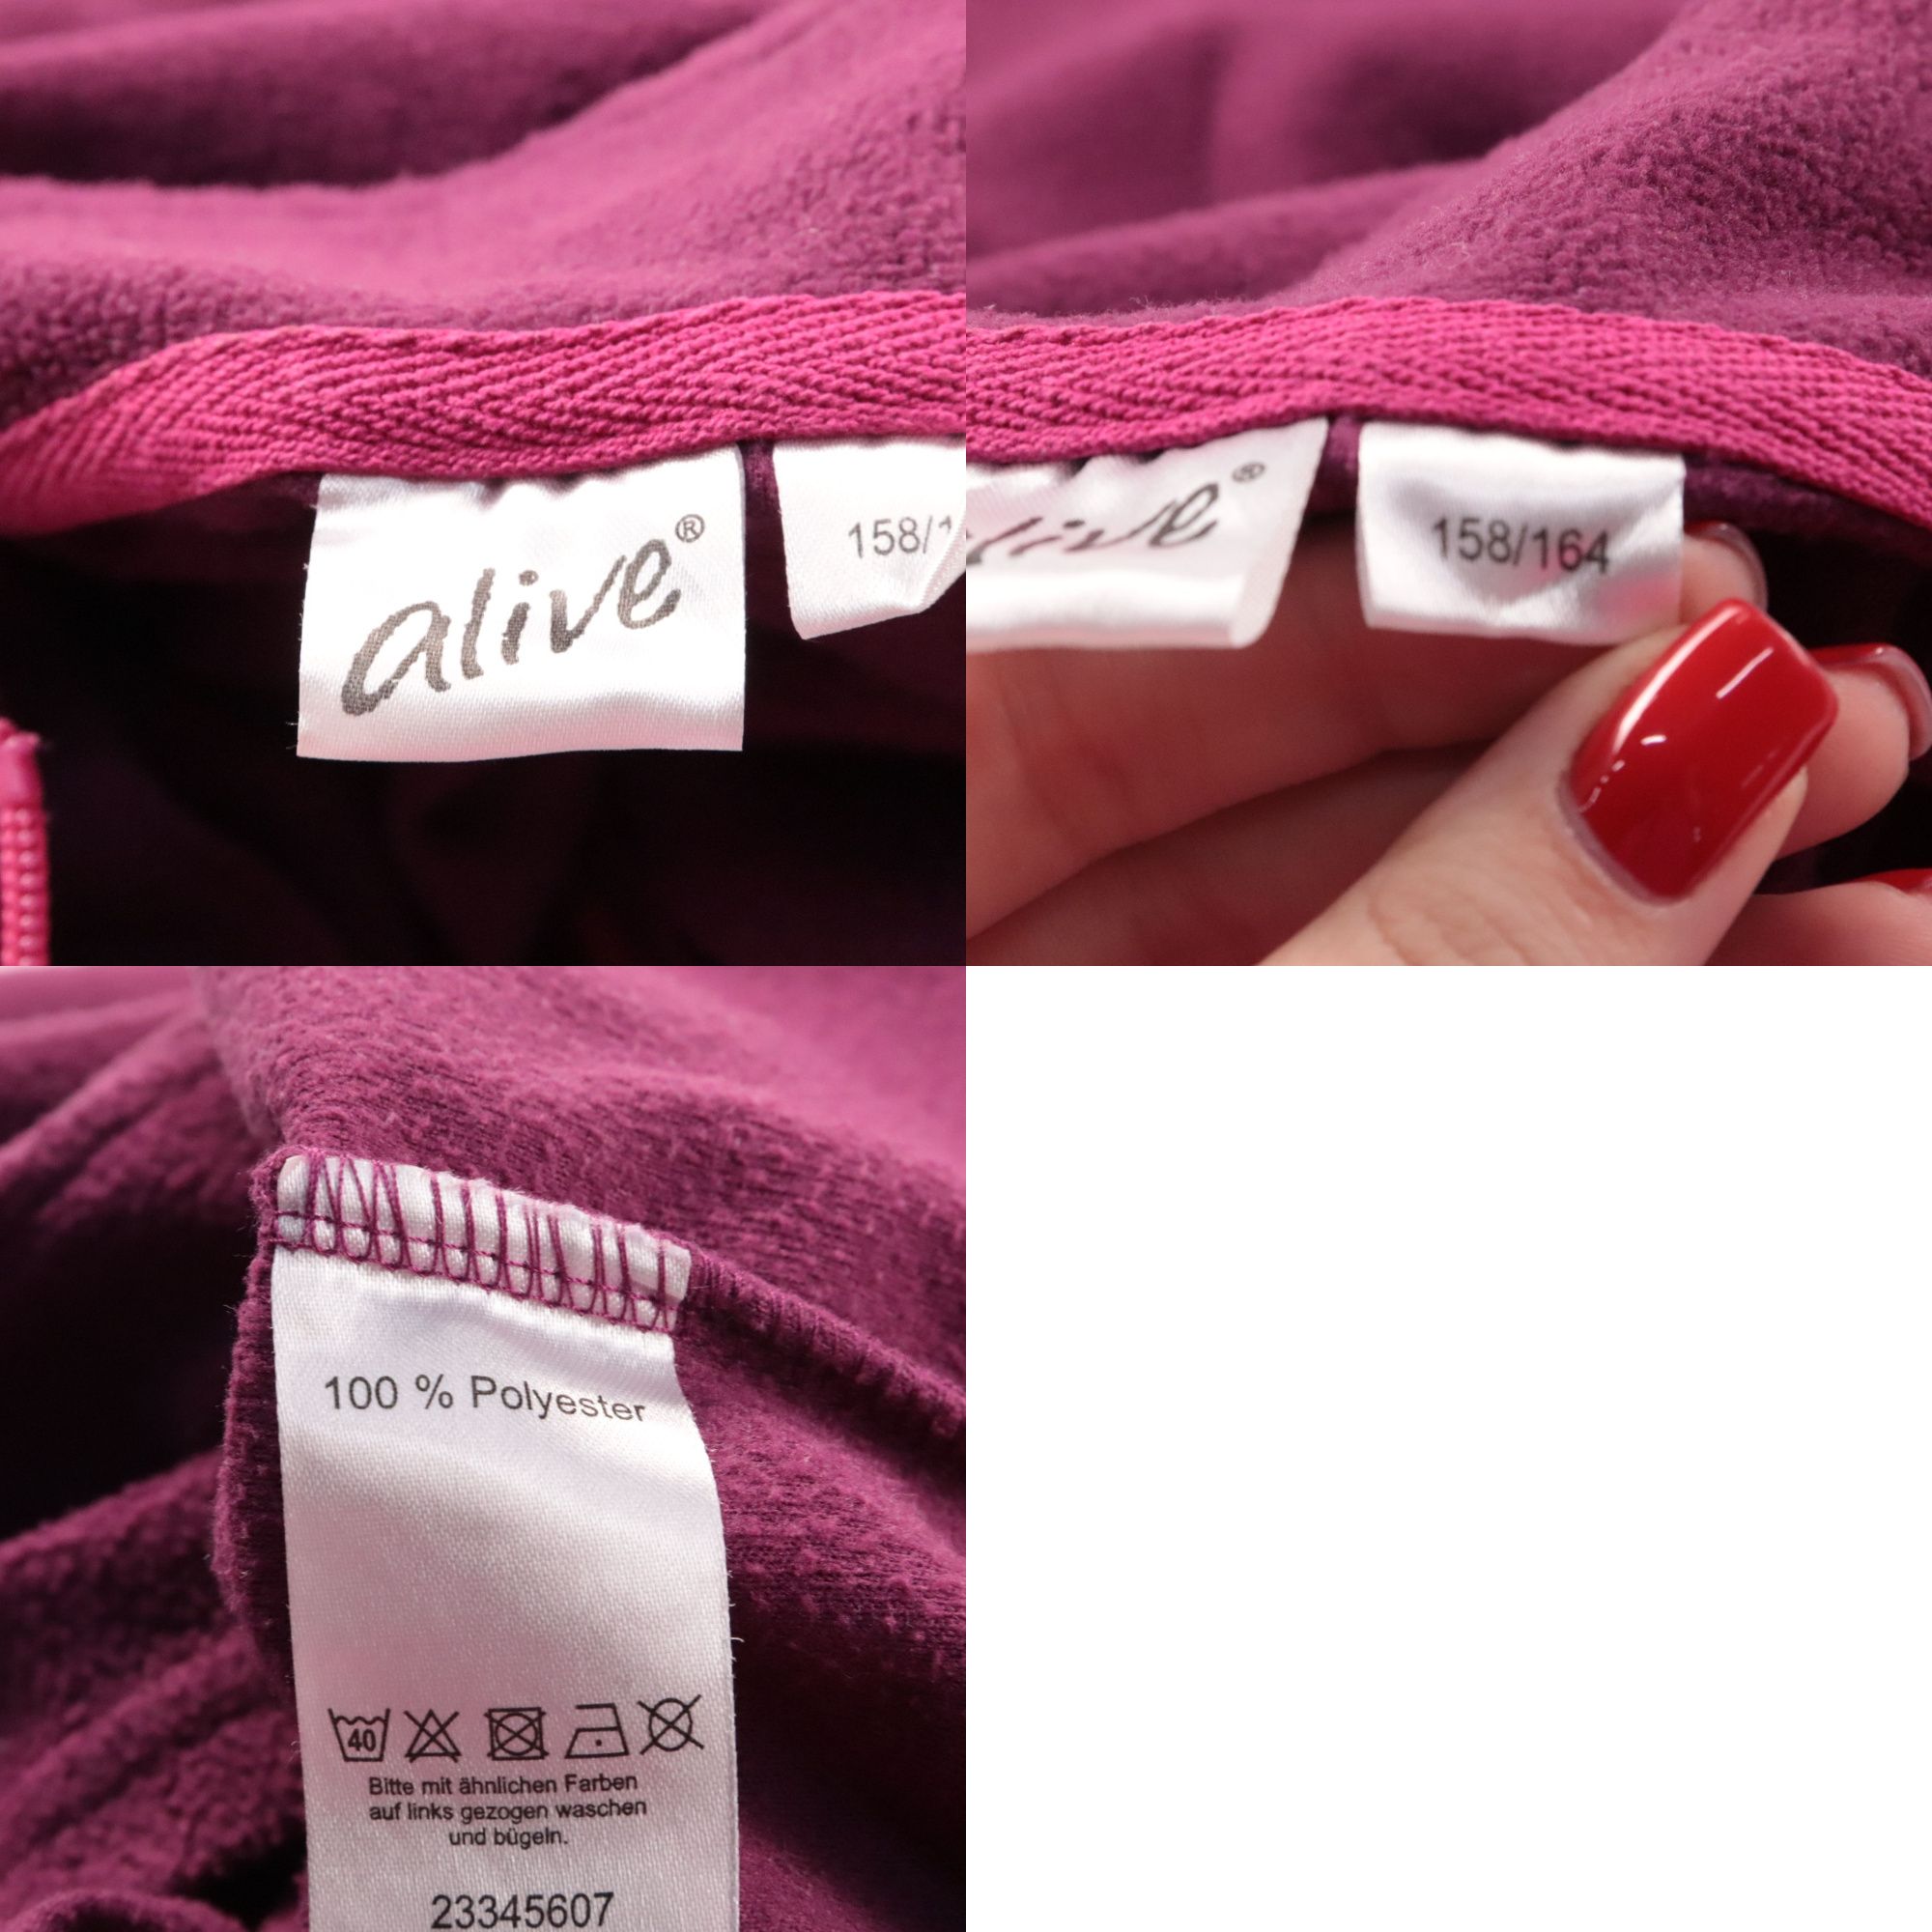 alive®
158/1
alive®
158/164
100 % Polyester
40
Bitte mit ähnlichen Farben
auf links gezogen waschen
und bügeln.
23345607